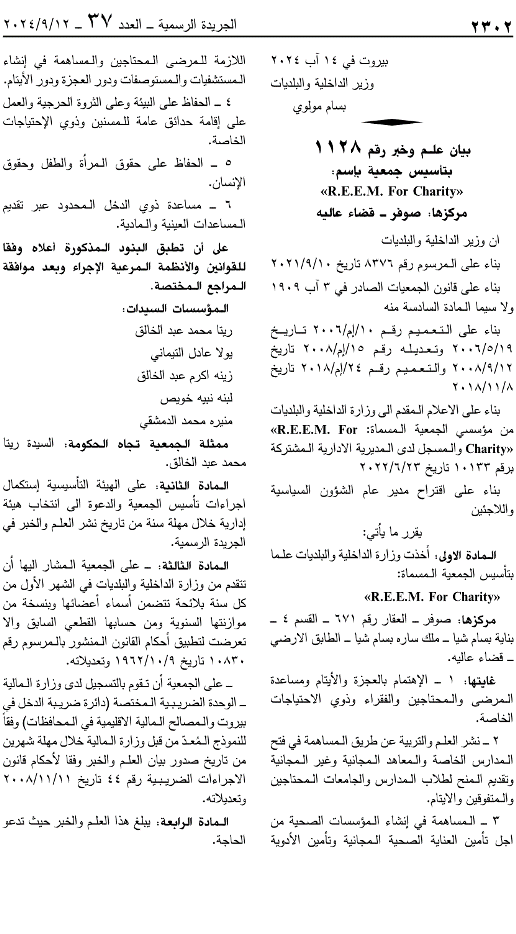 ٢٣٠٢
الجريدة الرسمية ـ العدد ٣٧ ـ ٢٠٢٤/٩/١٢
بيروت في ١٤ آب ٢٠٢٤
وزير الداخلية والبلديات
بسام مولوي
بيان علـم وخبر رقم ١١٢٨
بتأسيس جمعية باسم:
«R.E.E.M. For Charity»
مركزها: صوفر ـ قضاء عاليه
ان وزير الداخلية والبلديات
بناء على المرسوم رقم ٨٣٧٦ تاريخ ٢٠٢١/٩/١٠
بناء على قانون الجمعيات الصادر في ٣ آب ١٩٠٩
ولا سيما المادة السادسة منه
بناء على التـعميـم رقـم ١٠/إم/٢٠٠٦ تـاريـخ
٢٠٠٦/٥/١٩ وتعديلـه رقم ١٥/إم/٢٠٠٨ تاريخ
٢٠٠٨/٩/١٢ والتـعميـم رقـم ٢٤/إم/٢٠١٨ تاريخ
٢٠١٨/١١/٨
بناء على الاعلام المقدم الى وزارة الداخلية والبلديات
من مؤسسي الجمعية المسماة: «R.E.E.M. For
Charity» والمسجل لدى المديرية الادارية المشتركة
برقم ١٠١٣٣ تاريخ ٢٠٢٢/٦/٢٣
بناء على اقتراح مدير عام الشؤون السياسية
واللاجئين
يقرر ما يأتي:
المـادة الاولى: أخذت وزارة الداخلية والبلديات علـما
بتأسيس الجمعية المسماة:
«R.E.E.M. For Charity»
مركزها: صوفر ـ العقار رقم ٦٧١ ـ القسم ٤ ـ
بناية بسام شيا ـ ملك ساره بسام شيا ـ الطابق الارضي
ـ قضاء عاليه.
غايتها: ١ ـ الإهتمام بالعجزة والأيتام ومساعدة
المرضى والمحتاجين والفقراء وذوي الاحتياجات
الخاصة.
٢ ـ نشر العلم والتربية عن طريق المساهمة في فتح
المدارس الخاصة والمعاهد المجانية وغير المجانية
وتقديم المنح لطلاب المدارس والجامعات المحتاجين
والمتفوقين والايتام.
٣ ـ المساهمة في إنشاء المؤسسات الصحية من
اجل تأمين العناية الصحية المجانية وتأمين الأدوية
اللازمة للمرضى المحتاجين والمساهمة في إنشاء
المستشفيات والمستوصفات ودور العجزة ودور الأيتام.
٤ ـ الحفاظ على البيئة وعلى الثروة الحرجية والعمل
على إقامة حدائق عامة للمسنين وذوي الإحتياجات
الخاصة.
٥ ـ الحفاظ على حقوق المرأة والطفل وحقوق
الإنسان.
٦ ـ مساعدة ذوي الدخل المحدود عبر تقديم
المساعدات العينية والمادية.
على أن تطبق البنود المذكورة أعلاه وفقا
للقوانين والأنظمة المرعية الإجراء وبعد موافقة
المراجع المختصة.
المؤسسات السيدات:
ريتا محمد عبد الخالق
يولا عادل التيماني
زينه اكرم عبد الخالق
لبنه نبيه خويص
منيره محمد الدمشقي
ممثلة الجمعية تجاه الحكومة: السيدة ريتا
محمد عبد الخالق.
المادة الثانية: على الهيئة التأسيسية إستكمال
اجراءات تأسيس الجمعية والدعوة الى انتخاب هيئة
إدارية خلال مهلة سنة من تاريخ نشر العلـم والخبر في
الجريدة الرسمية.
المادة الثالثة: ـ على الجمعية المشار اليها أن
تتقدم من وزارة الداخلية والبلديات في الشهر الأول من
كل سنة بلائحة تتضمن أسماء أعضائها وبنسخة من
موازنتها السنوية ومن حسابها القطعي السابق والا
تعرضت لتطبيق أحكام القانون المنشور بالمرسوم رقم
١٠٨٣٠ تاريخ ١٩٦٢/١٠/٩ وتعديلاته.
ـ على الجمعية أن تـقوم بالتسجيل لدى وزارة المالية
ـ الوحدة الضريبية المختصة (دائرة ضريبة الدخل في
بيروت والمصالح المالية الاقليمية في المحافظات) وفقاً
للنموذج المُعدّ من قبل وزارة المالية خلال مهلة شهرين
من تاريخ صدور بيان العلم والخبر وفقا لأحكام قانون
الاجراءات الضريبية رقم ٤٤ تاريخ ٢٠٠٨/١١/١١
وتعديلاته.
المـادة الرابعة: يبلغ هذا العلـم والخبر حيث تدعو
الحاجة.